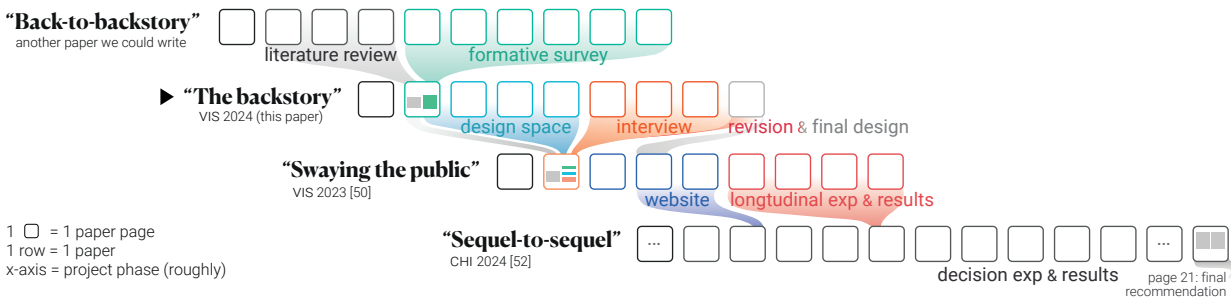 “Back-to-backstory”
another paper we could write
literature review
formative survey
“The backstory”
VIS 2024 (this paper)
design space
interview
revision & final design
“Swaying the public”
VIS 2023 [50]
website
longtudinal exp & results
“Sequel-to-sequel”
CHI 2024 [52]
...
...
decision exp & results
page 21: final
recommendation
1 = 1 paper page
1 row = 1 paper
x-axis = project phase (roughly)